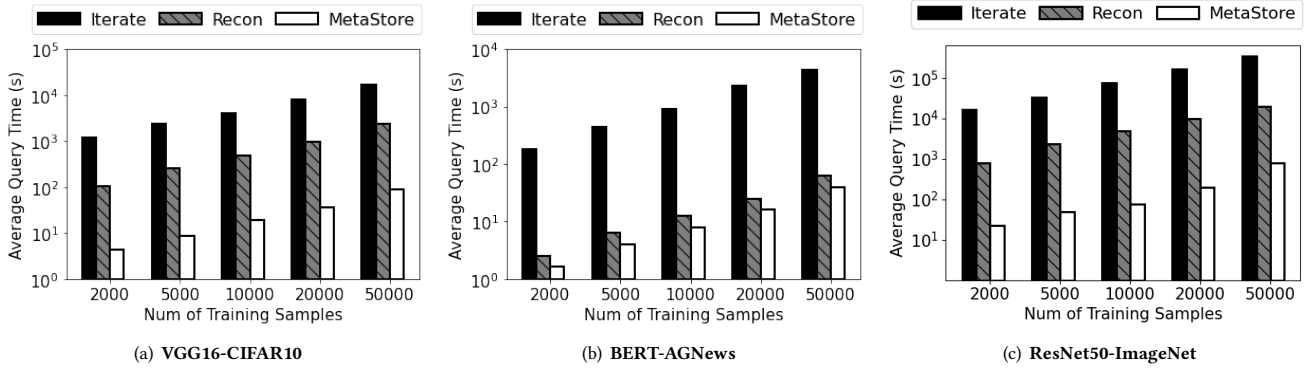 Iterate Recon MetaStore
Average Query Time (s)
10^5
10^4
10^3
10^2
10^1
10^0
2000 5000 10000 20000 50000
Num of Training Samples
(a) VGG16-CIFAR10
Iterate Recon MetaStore
Average Query Time (s)
10^4
10^3
10^2
10^1
10^0
2000 5000 10000 20000 50000
Num of Training Samples
(b) BERT-AGNews
Iterate Recon MetaStore
Average Query Time (s)
10^5
10^4
10^3
10^2
10^1
2000 5000 10000 20000 50000
Num of Training Samples
(c) ResNet50-ImageNet